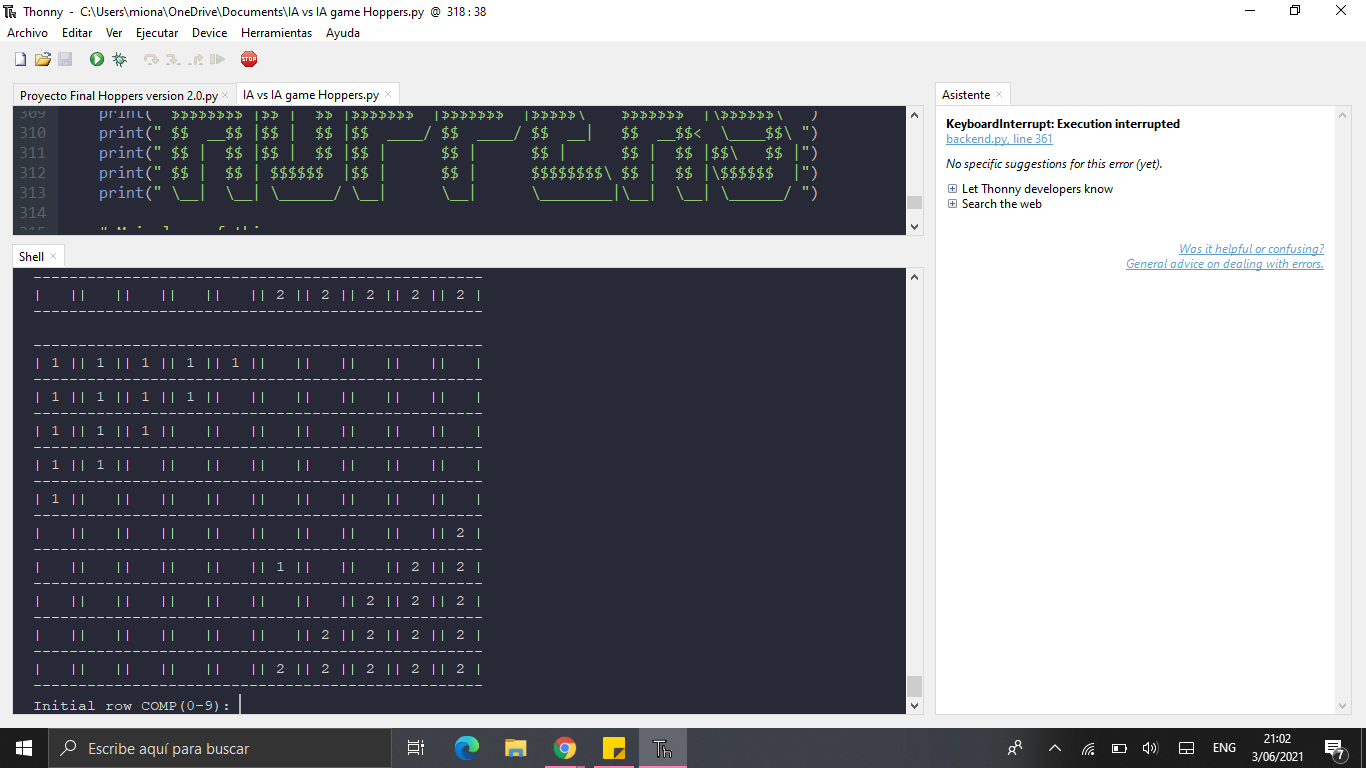 Thonny - C:\Users\miona\OneDrive\Documents\IA vs IA game Hoppers.py @ 318 : 38
Archivo Editar Ver Ejecutar Device Herramientas Ayuda
STOP
Proyecto Final Hoppers version 2.0.py IA vs IA game Hoppers.py
309 print(" $$$$$$$$ |$$ | $$ |$$$$$$$ |$$$$$$$ |$$$$$\ $$$$$$$ |\$$$$$$\ ")
310 print(" $$ __$$ |$$ | $$ |$$ ____/ $$ ____/ $$ __| $$ __$$< \____$$\ ")
311 print(" $$ | $$ |$$ | $$ |$$ | $$ | $$ | $$ | $$ |$$\ $$ |")
312 print(" $$ | $$ | $$$$$$ |$$ | $$ | $$$$$$$$\ $$ | $$ |\$$$$$$ |")
313 print(" \__| \__| \______/ \__| \__| \________|\__| \__| \______/ ")
314
Shell
--------------------------------------------------
| || || || || || 2 || 2 || 2 || 2 || 2 |
--------------------------------------------------
--------------------------------------------------
| 1 || 1 || 1 || 1 || 1 || || || || || |
--------------------------------------------------
| 1 || 1 || 1 || 1 || || || || || || |
--------------------------------------------------
| 1 || 1 || 1 || || || || || || || |
--------------------------------------------------
| 1 || 1 || || || || || || || || |
--------------------------------------------------
| 1 || || || || || || || || || |
--------------------------------------------------
| || || || || || || || || || 2 |
--------------------------------------------------
| || || || || || 1 || || || 2 || 2 |
--------------------------------------------------
| || || || || || || || 2 || 2 || 2 |
--------------------------------------------------
| || || || || || || 2 || 2 || 2 || 2 |
--------------------------------------------------
| || || || || || 2 || 2 || 2 || 2 || 2 |
--------------------------------------------------
Initial row COMP(0-9):
Asistente
KeyboardInterrupt: Execution interrupted
backend.py, line 361
No specific suggestions for this error (yet).
Let Thonny developers know
Search the web
Was it helpful or confusing?
General advice on dealing with errors.
Escribe aquí para buscar
Th
ENG
21:02
3/06/2021
7